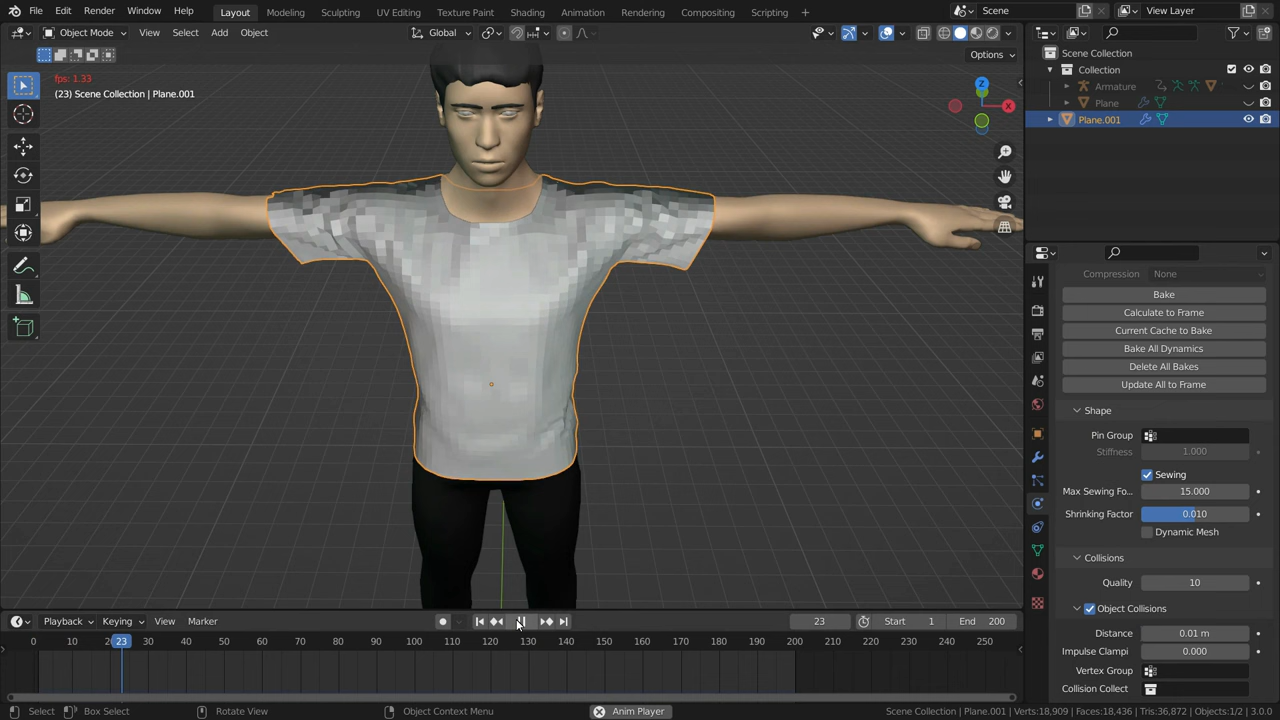 File Edit Render Window Help Layout Modeling Sculpting UV Editing Texture Paint Shading Animation Rendering Compositing Scripting + Scene View Layer
Object Mode View Select Add Object Global
Options
fps: 1.33
(23) Scene Collection | Plane.001
Z
X
Scene Collection
Collection
Armature
Plane
Plane.001
Compression None
Bake
Calculate to Frame
Current Cache to Bake
Bake All Dynamics
Delete All Bakes
Update All to Frame
Shape
Pin Group
Stiffness 1.000
Sewing
Max Sewing Fo... 15.000
Shrinking Factor 0.010
Dynamic Mesh
Collisions
Quality 10
Object Collisions
Distance 0.01 m
Impulse Clampi 0.000
Vertex Group
Collision Collect
Playback Keying View Marker 23 Start 1 End 200
0 10 20 23 30 40 50 60 70 80 90 100 110 120 130 140 150 160 170 180 190 200 210 220 230 240 250
Select Box Select Rotate View Object Context Menu Anim Player Scene Collection | Plane.001 | Verts:18,909 | Faces:18,436 | Tris:36,872 | Objects:1/2 | 3.0.0